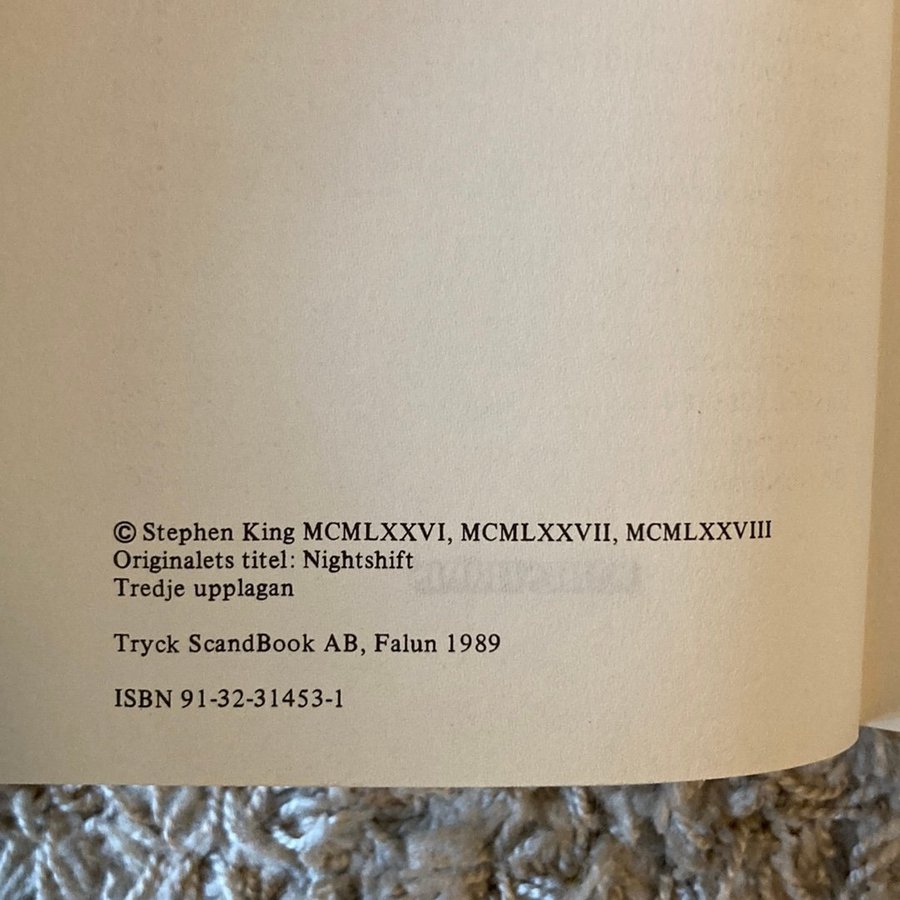 © Stephen King MCMLXXVI, MCMLXXVII, MCMLXXVIII
Originalets titel: Nightshift
Tredje upplagan
Tryck ScandBook AB, Falun 1989
ISBN 91-32-31453-1